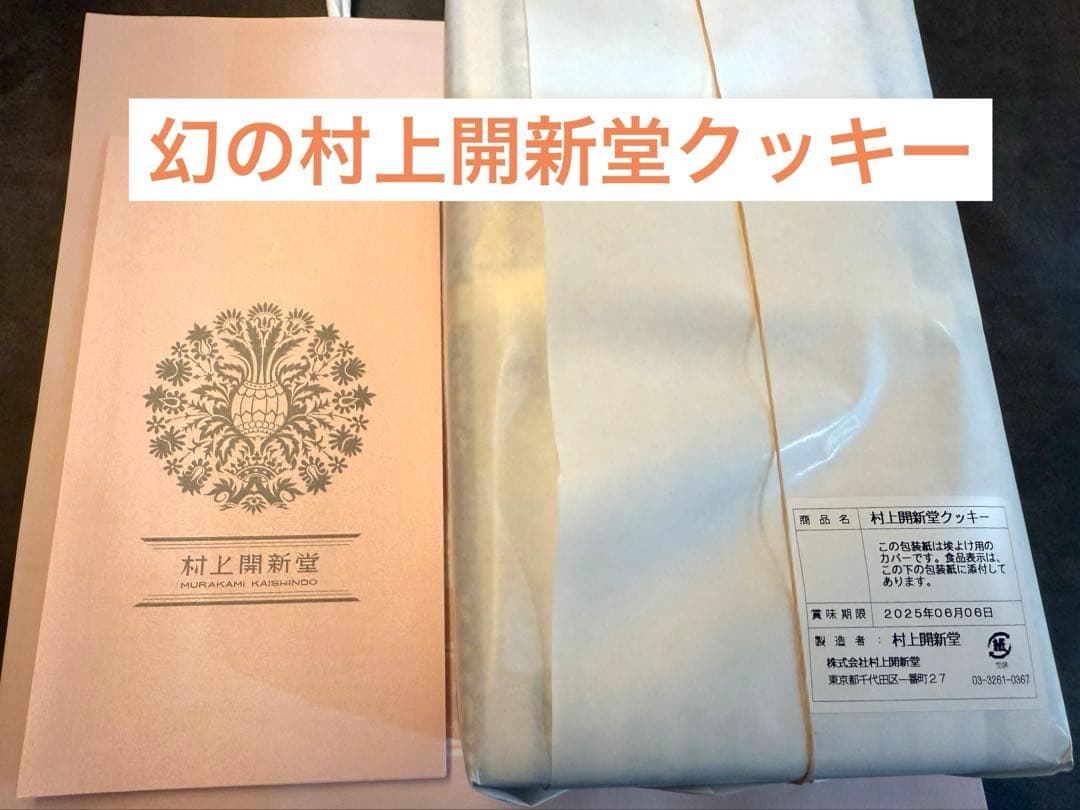 幻の村上開新堂クッキー
村上開新堂
MURAKAMI KAISHINDO
商品名 村上開新堂クッキー
この包装紙は埃よけ用の
カバーです。食品表示は、
この下の包装紙に添付して
あります。
賞味期限 2025年06月06日
製造者： 村上開新堂
紙
包装
株式会社村上開新堂
東京都千代田区一番町27 03-3261-0367